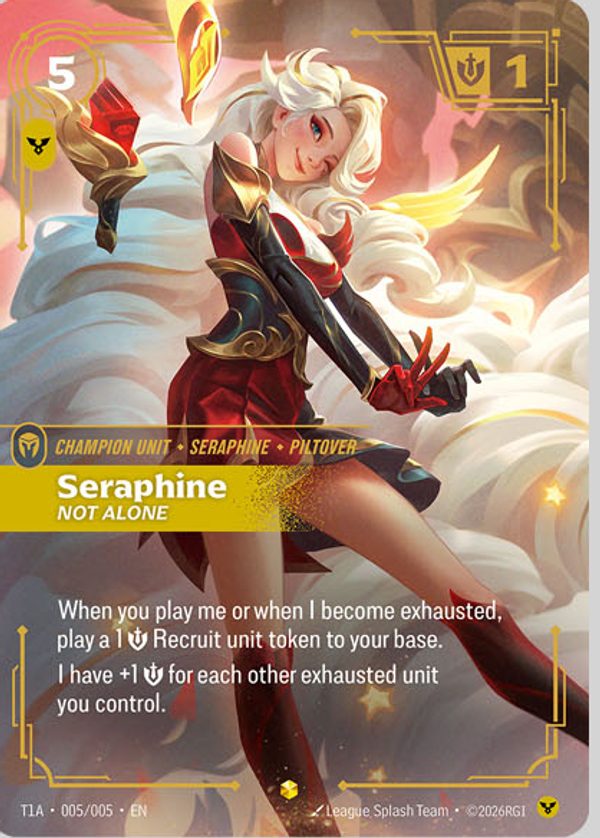 5
1
CHAMPION UNIT • SERAPHINE • PILTOVER
Seraphine
NOT ALONE
When you play me or when I become exhausted,
play a 1 Recruit unit token to your base.
I have +1 for each other exhausted unit
you control.
T1A • 005/005 • EN
League Splash Team • ©2026RGI